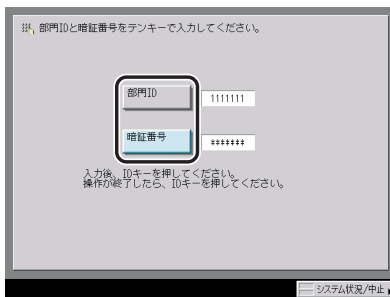 部門IDと暗証番号をテンキーで入力してください。
部門ID
1111111
暗証番号
*******
入力後、IDキーを押してください。
操作が終了したら、IDキーを押してください。
システム状況/中止